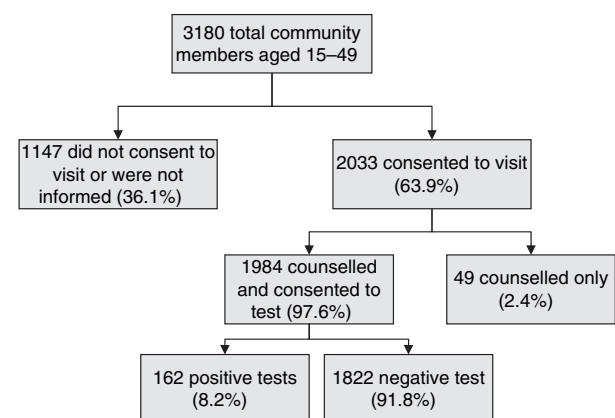 3180 total community
members aged 15–49
1147 did not consent to
visit or were not
informed (36.1%)
2033 consented to visit
(63.9%)
1984 counselled
and consented to
test (97.6%)
49 counselled only
(2.4%)
162 positive tests
(8.2%)
1822 negative test
(91.8%)